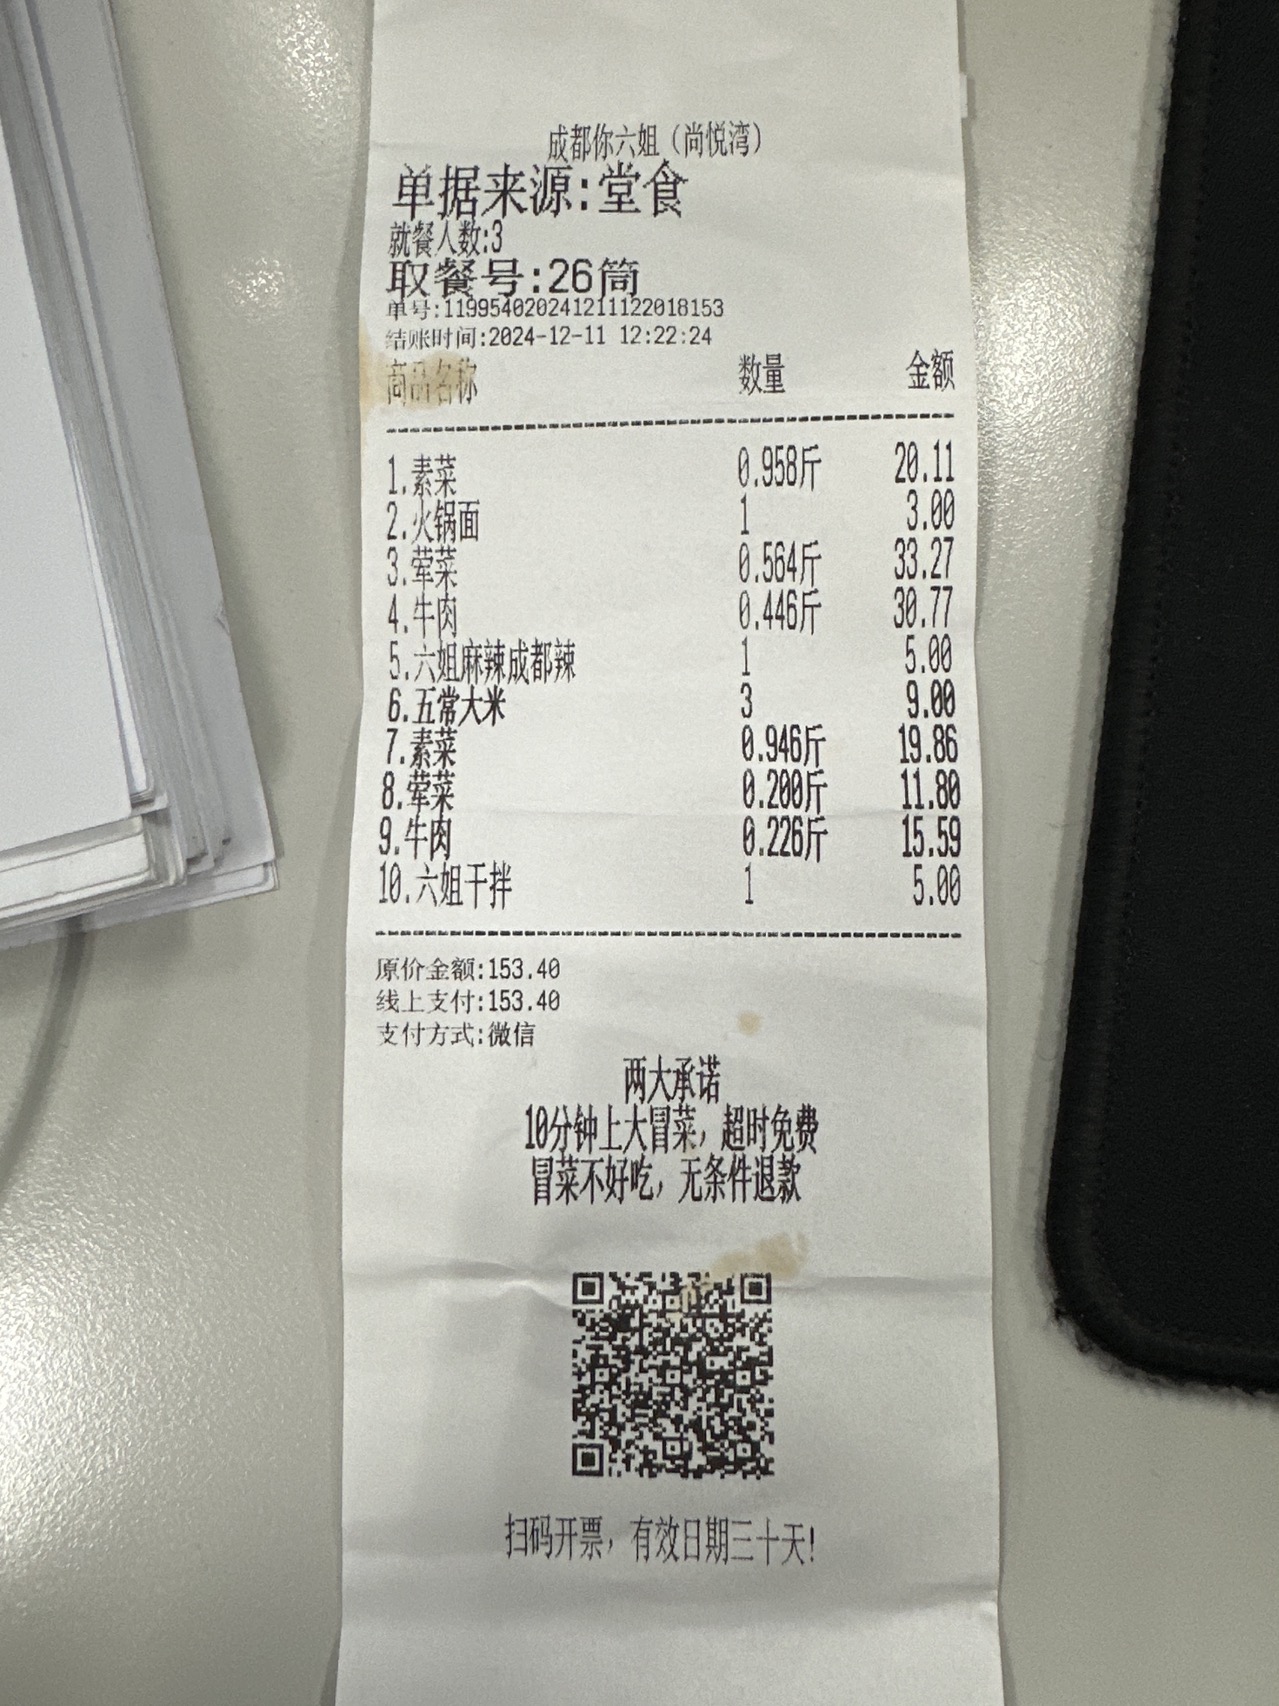 成都你六姐（尚悦湾）
单据来源:堂食
就餐人数:3
取餐号:26筒
单号:119954020241211122018153
结账时间:2024-12-11 12:22:24
商品名称 数量 金额
1.素菜 0.958斤 20.11
2.火锅面 1 3.00
3.荤菜 0.564斤 33.27
4.牛肉 0.446斤 30.77
5.六姐麻辣成都辣 1 5.00
6.五常大米 3 9.00
7.素菜 0.946斤 19.86
8.荤菜 0.200斤 11.80
9.牛肉 0.226斤 15.59
10.六姐干拌 1 5.00
原价金额:153.40
线上支付:153.40
支付方式:微信
两大承诺
10分钟上大冒菜，超时免费
冒菜不好吃，无条件退款
扫码开票，有效日期三十天!